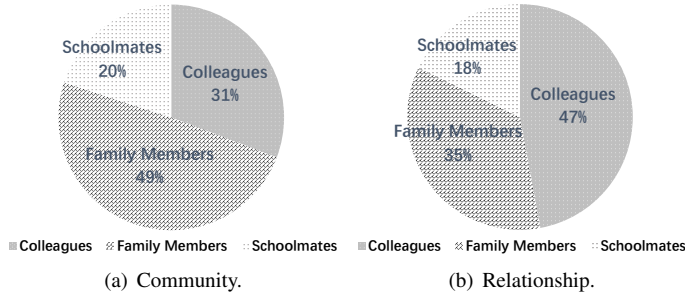 Schoolmates
20%
Colleagues
31%
Family Members
49%
Colleagues Family Members Schoolmates
(a) Community.
Schoolmates
18%
Colleagues
47%
Family Members
35%
Colleagues Family Members Schoolmates
(b) Relationship.